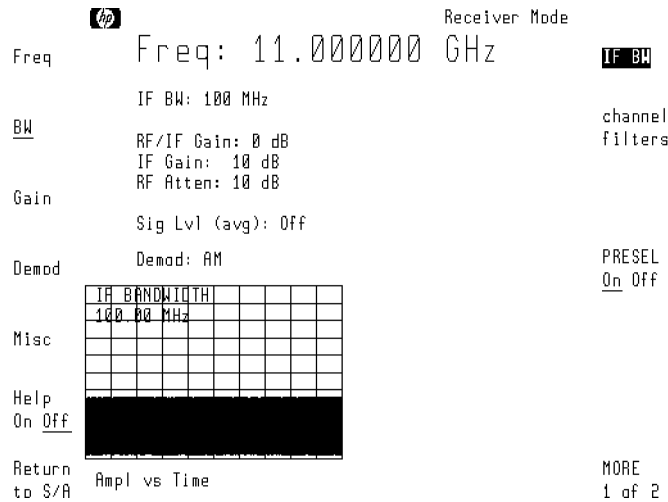 hp
Receiver Mode
Freq: 11.000000 GHz
IF BW: 100 MHz
RF/IF Gain: 0 dB
IF Gain: 10 dB
RF Atten: 10 dB
Sig Lvl (avg): Off
Demod: AM
IF BANDWIDTH
100.00 MHz
Ampl vs Time
Freq
BW
Gain
Demod
Misc
Help
On Off
Return
to S/A
IF BW
channel
filters
PRESEL
On Off
MORE
1 of 2